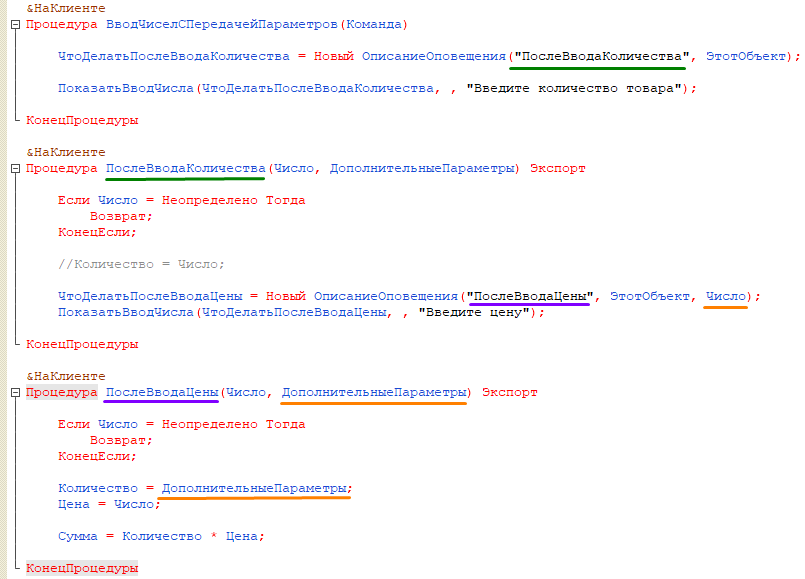 &НаКлиенте
Процедура ВводЧиселСПередачейПараметров(Команда)
ЧтоДелатьПослеВводаКоличества = Новый ОписаниеОповещения("ПослеВводаКоличества", ЭтотОбъект);
ПоказатьВводЧисла(ЧтоДелатьПослеВводаКоличества, , "Введите количество товара");
КонецПроцедуры
&НаКлиенте
Процедура ПослеВводаКоличества(Число, ДополнительныеПараметры) Экспорт
Если Число = Неопределено Тогда
Возврат;
КонецЕсли;
//Количество = Число;
ЧтоДелатьПослеВводаЦены = Новый ОписаниеОповещения("ПослеВводаЦены", ЭтотОбъект, Число);
ПоказатьВводЧисла(ЧтоДелатьПослеВводаЦены, , "Введите цену");
КонецПроцедуры
&НаКлиенте
Процедура ПослеВводаЦены(Число, ДополнительныеПараметры) Экспорт
Если Число = Неопределено Тогда
Возврат;
КонецЕсли;
Количество = ДополнительныеПараметры;
Цена = Число;
Сумма = Количество * Цена;
КонецПроцедуры